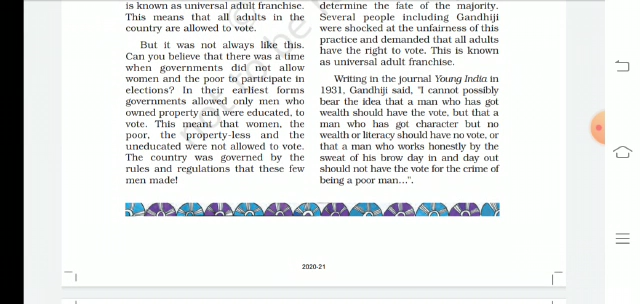 is known as universal adult franchise.
This means that all adults in the
country are allowed to vote.
But it was not always like this.
Can you believe that there was a time
when governments did not allow
women and the poor to participate in
elections? In their earliest forms
governments allowed only men who
owned property and were educated, to
vote. This meant that women, the
poor, the property-less and the
uneducated were not allowed to vote.
The country was governed by the
rules and regulations that these few
men made!
determine the fate of the majority.
Several people including Gandhiji
were shocked at the unfairness of this
practice and demanded that all adults
have the right to vote. This is known
as universal adult franchise.
Writing in the journal Young India in
1931, Gandhiji said, "I cannot possibly
bear the idea that a man who has got
wealth should have the vote, but that a
man who has got character but no
wealth or literacy should have no vote, or
that a man who works honestly by the
sweat of his brow day in and day out
should not have the vote for the crime of
being a poor man...".
2020-21